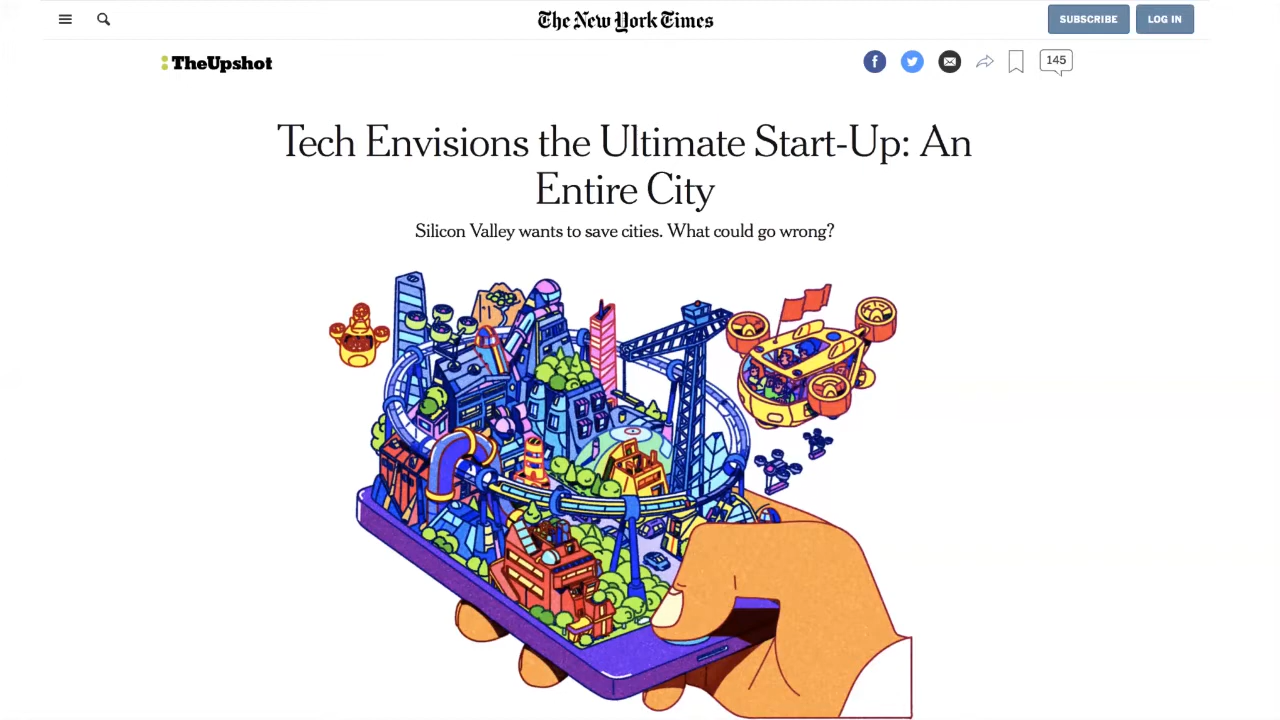 The New York Times
SUBSCRIBE
LOG IN
TheUpshot
f
145
Tech Envisions the Ultimate Start-Up: An
Entire City
Silicon Valley wants to save cities. What could go wrong?